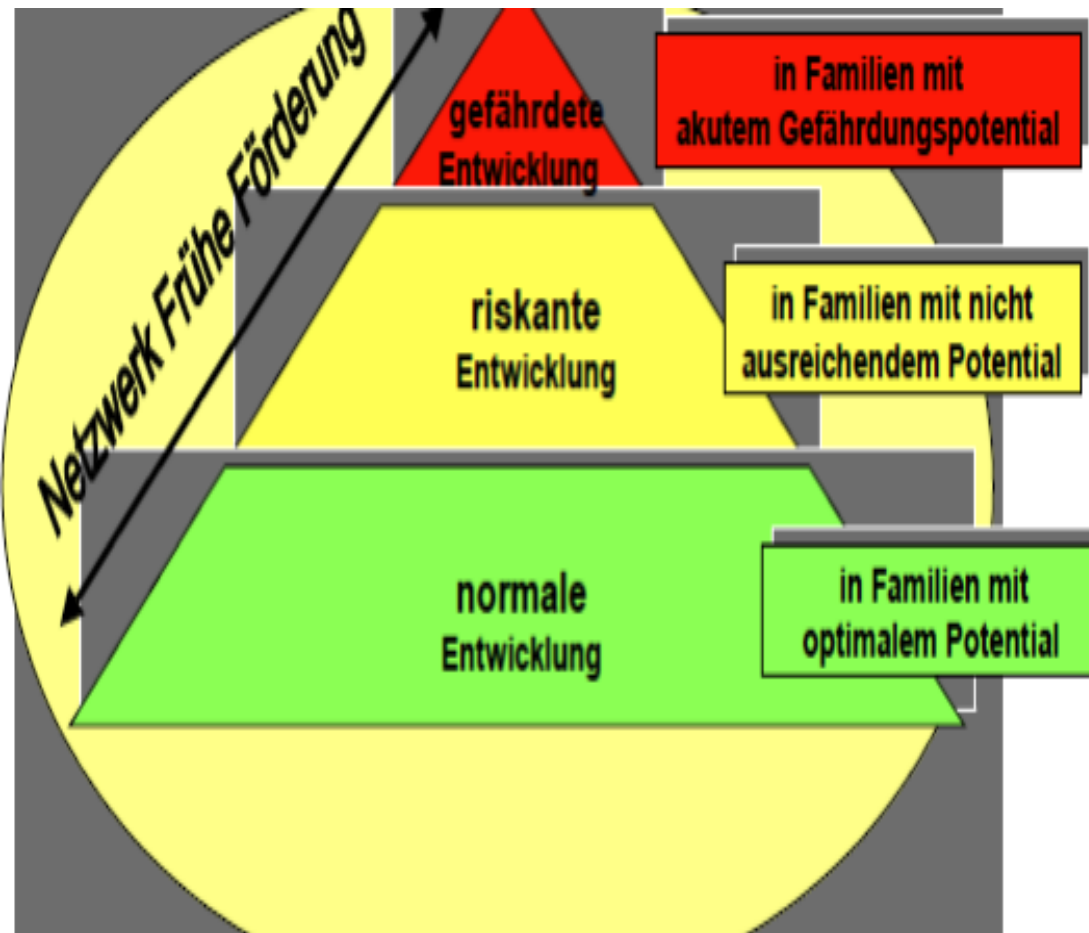 Netzwerk Frühe Förderung
gefährdete
Entwicklung
in Familien mit
akutem Gefährdungspotential
riskante
Entwicklung
in Familien mit nicht
ausreichendem Potential
normale
Entwicklung
in Familien mit
optimalem Potential